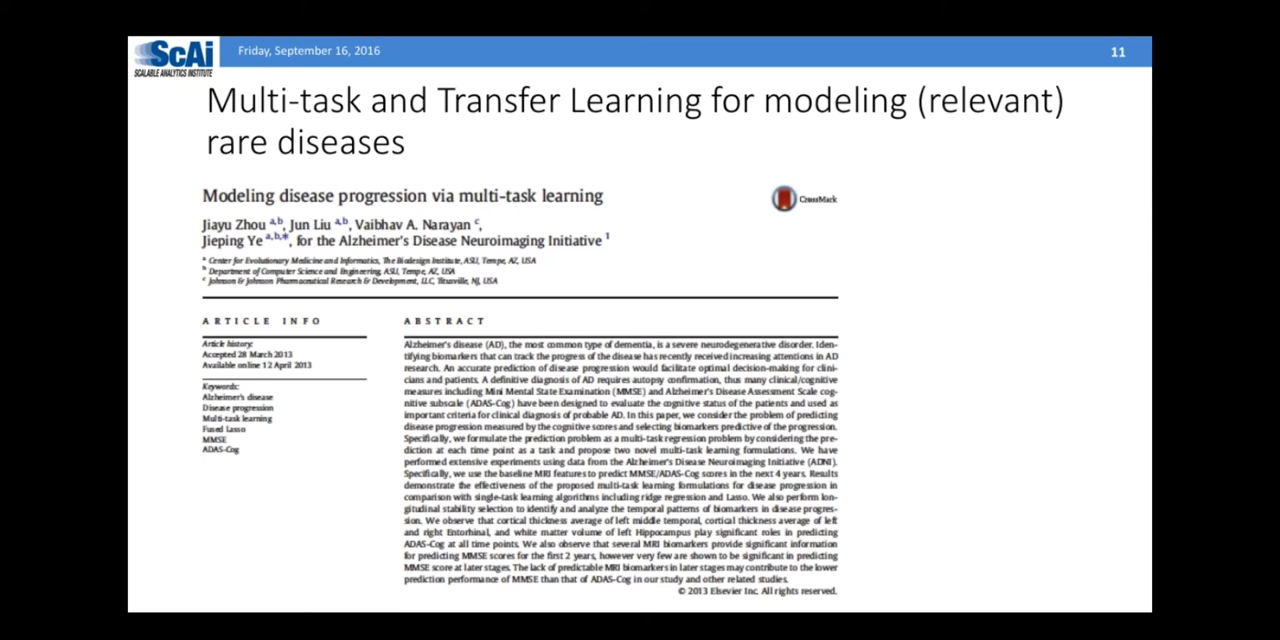 ScAi
SCALABLE ANALYTICS INSTITUTE
Friday, September 16, 2016
11
Multi-task and Transfer Learning for modeling (relevant)
rare diseases
Modeling disease progression via multi-task learning
CrossMark
Jiayu Zhou a,b, Jun Liu a,b, Vaibhav A. Narayan c,
Jieping Ye a,b,*, for the Alzheimer's Disease Neuroimaging Initiative 1
a Center for Evolutionary Medicine and Informatics, The Biodesign Institute, ASU, Tempe, AZ, USA
b Department of Computer Science and Engineering, ASU, Tempe, AZ, USA
c Johnson & Johnson Pharmaceutical Research & Development, LLC, Titusville, NJ, USA
ARTICLE INFO
Article history:
Accepted 28 March 2013
Available online 12 April 2013
Keywords:
Alzheimer's disease
Disease progression
Multi-task learning
Fused Lasso
MMSE
ADAS-Cog
ABSTRACT
Alzheimer's disease (AD), the most common type of dementia, is a severe neurodegenerative disorder. Iden-
tifying biomarkers that can track the progress of the disease has recently received increasing attentions in AD
research. An accurate prediction of disease progression would facilitate optimal decision-making for clini-
cians and patients. A definitive diagnosis of AD requires autopsy confirmation, thus many clinical/cognitive
measures including Mini Mental State Examination (MMSE) and Alzheimer's Disease Assessment Scale cog-
nitive subscale (ADAS-Cog) have been designed to evaluate the cognitive status of the patients and used as
important criteria for clinical diagnosis of probable AD. In this paper, we consider the problem of predicting
disease progression measured by the cognitive scores and selecting biomarkers predictive of the progression.
Specifically, we formulate the prediction problem as a multi-task regression problem by considering the pre-
diction at each time point as a task and propose two novel multi-task learning formulations. We have
performed extensive experiments using data from the Alzheimer's Disease Neuroimaging Initiative (ADNI).
Specifically, we use the baseline MRI features to predict MMSE/ADAS-Cog scores in the next 4 years. Results
demonstrate the effectiveness of the proposed multi-task learning formulations for disease progression in
comparison with single-task learning algorithms including ridge regression and Lasso. We also perform lon-
gitudinal stability selection to identify and analyze the temporal patterns of biomarkers in disease progres-
sion. We observe that cortical thickness average of left middle temporal, cortical thickness average of left
and right Entorhinal, and white matter volume of left Hippocampus play significant roles in predicting
ADAS-Cog at all time points. We also observe that several MRI biomarkers provide significant information
for predicting MMSE scores for the first 2 years, however very few are shown to be significant in predicting
MMSE score at later stages. The lack of predictable MRI biomarkers in later stages may contribute to the lower
prediction performance of MMSE than that of ADAS-Cog in our study and other related studies.
© 2013 Elsevier Inc. All rights reserved.